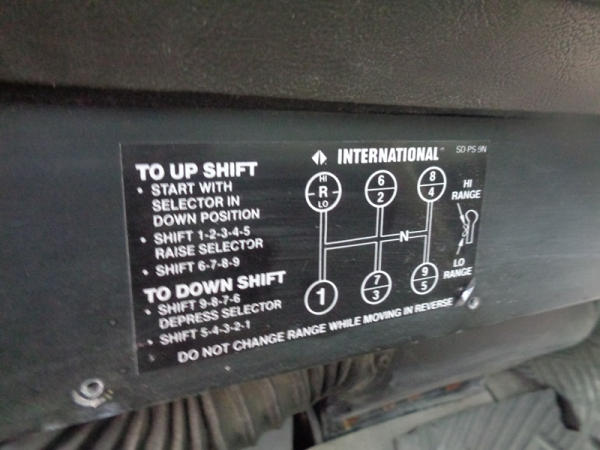 INTERNATIONAL
SD-PS-9N
TO UP SHIFT
• START WITH
SELECTOR IN
DOWN POSITION
• SHIFT 1-2-3-4-5
RAISE SELECTOR
• SHIFT 6-7-8-9
TO DOWN SHIFT
• SHIFT 9-8-7-6
DEPRESS SELECTOR
• SHIFT 5-4-3-2-1
DO NOT CHANGE RANGE WHILE MOVING IN REVERSE
HI
R
LO
6
2
8
4
N
1
7
3
9
5
HI
RANGE
LO
RANGE